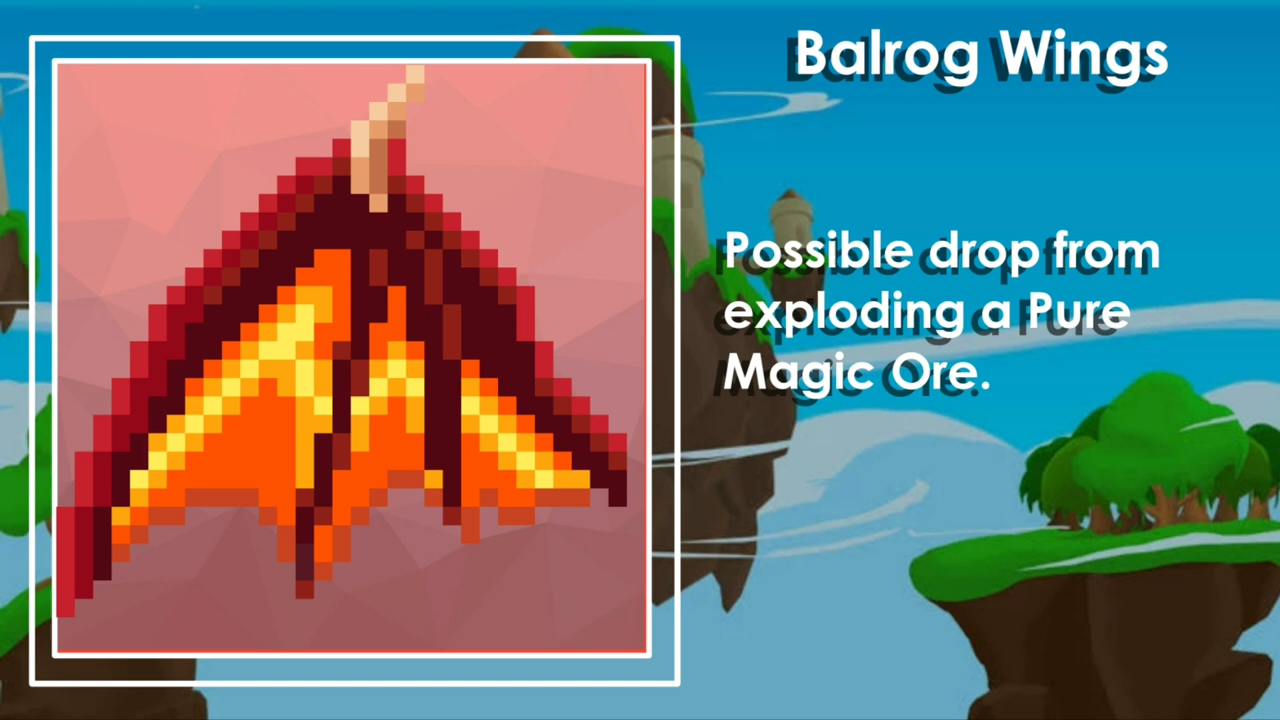 Balrog Wings
Possible drop from
exploding a Pure
Magic Ore.